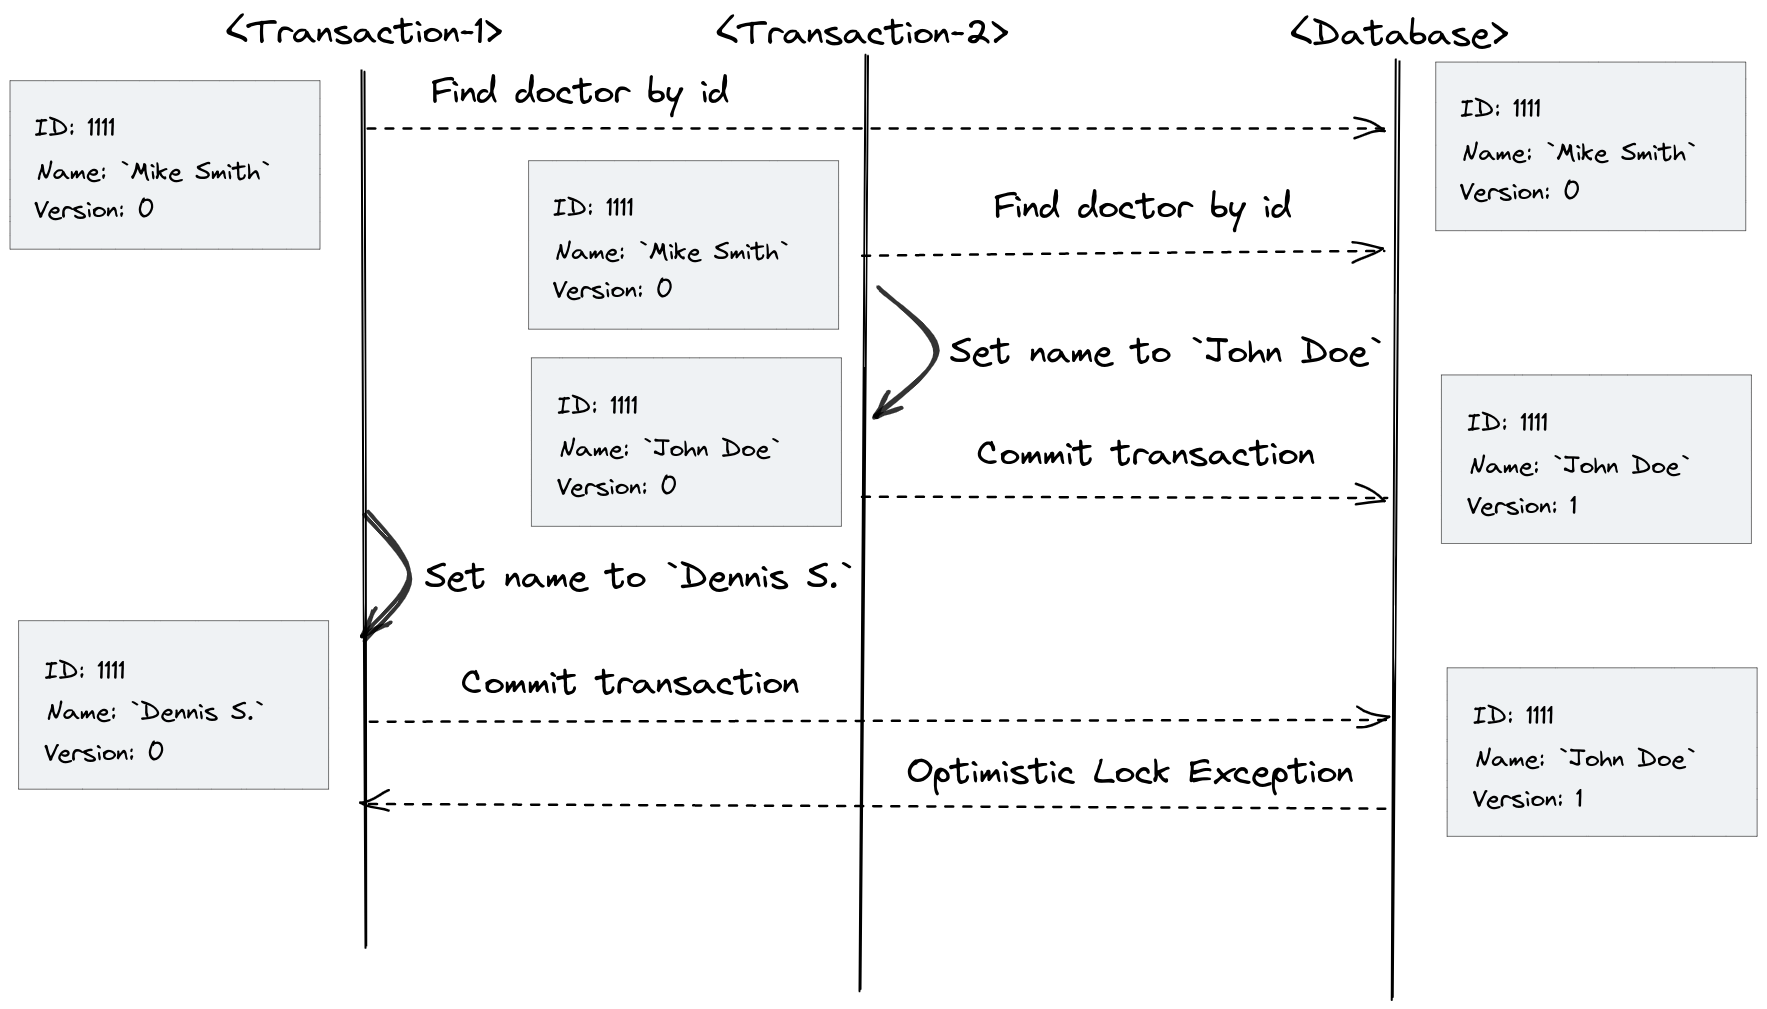 <Transaction-1>
<Transaction-2>
<Database>
Find doctor by id
ID: 1111
Name: `Mike Smith`
Version: 0
ID: 1111
Name: `Mike Smith`
Version: 0
ID: 1111
Name: `Mike Smith`
Version: 0
Find doctor by id
Set name to `John Doe`
ID: 1111
Name: `John Doe`
Version: 0
Commit transaction
ID: 1111
Name: `John Doe`
Version: 1
Set name to `Dennis S.`
ID: 1111
Name: `Dennis S.`
Version: 0
Commit transaction
Optimistic Lock Exception
ID: 1111
Name: `John Doe`
Version: 1